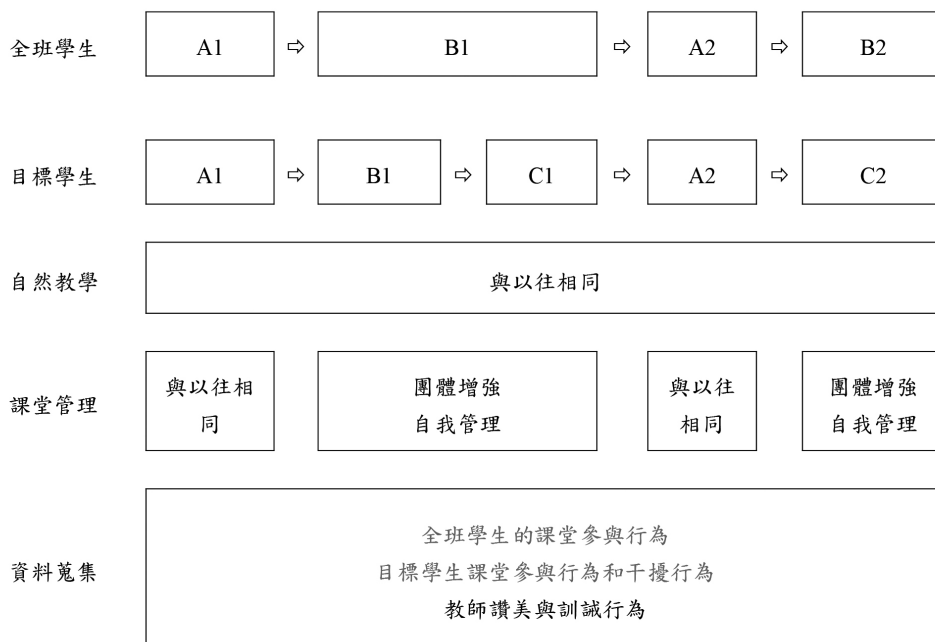 全班學生 A1 ⇨ B1 ⇨ A2 ⇨ B2
目標學生 A1 ⇨ B1 ⇨ C1 ⇨ A2 ⇨ C2
自然教學 與以往相同
課堂管理
與以往相
同
團體增強
自我管理
與以往
相同
團體增強
自我管理
資料蒐集
全班學生的課堂參與行為
目標學生課堂參與行為和干擾行為
教師讚美與訓誡行為